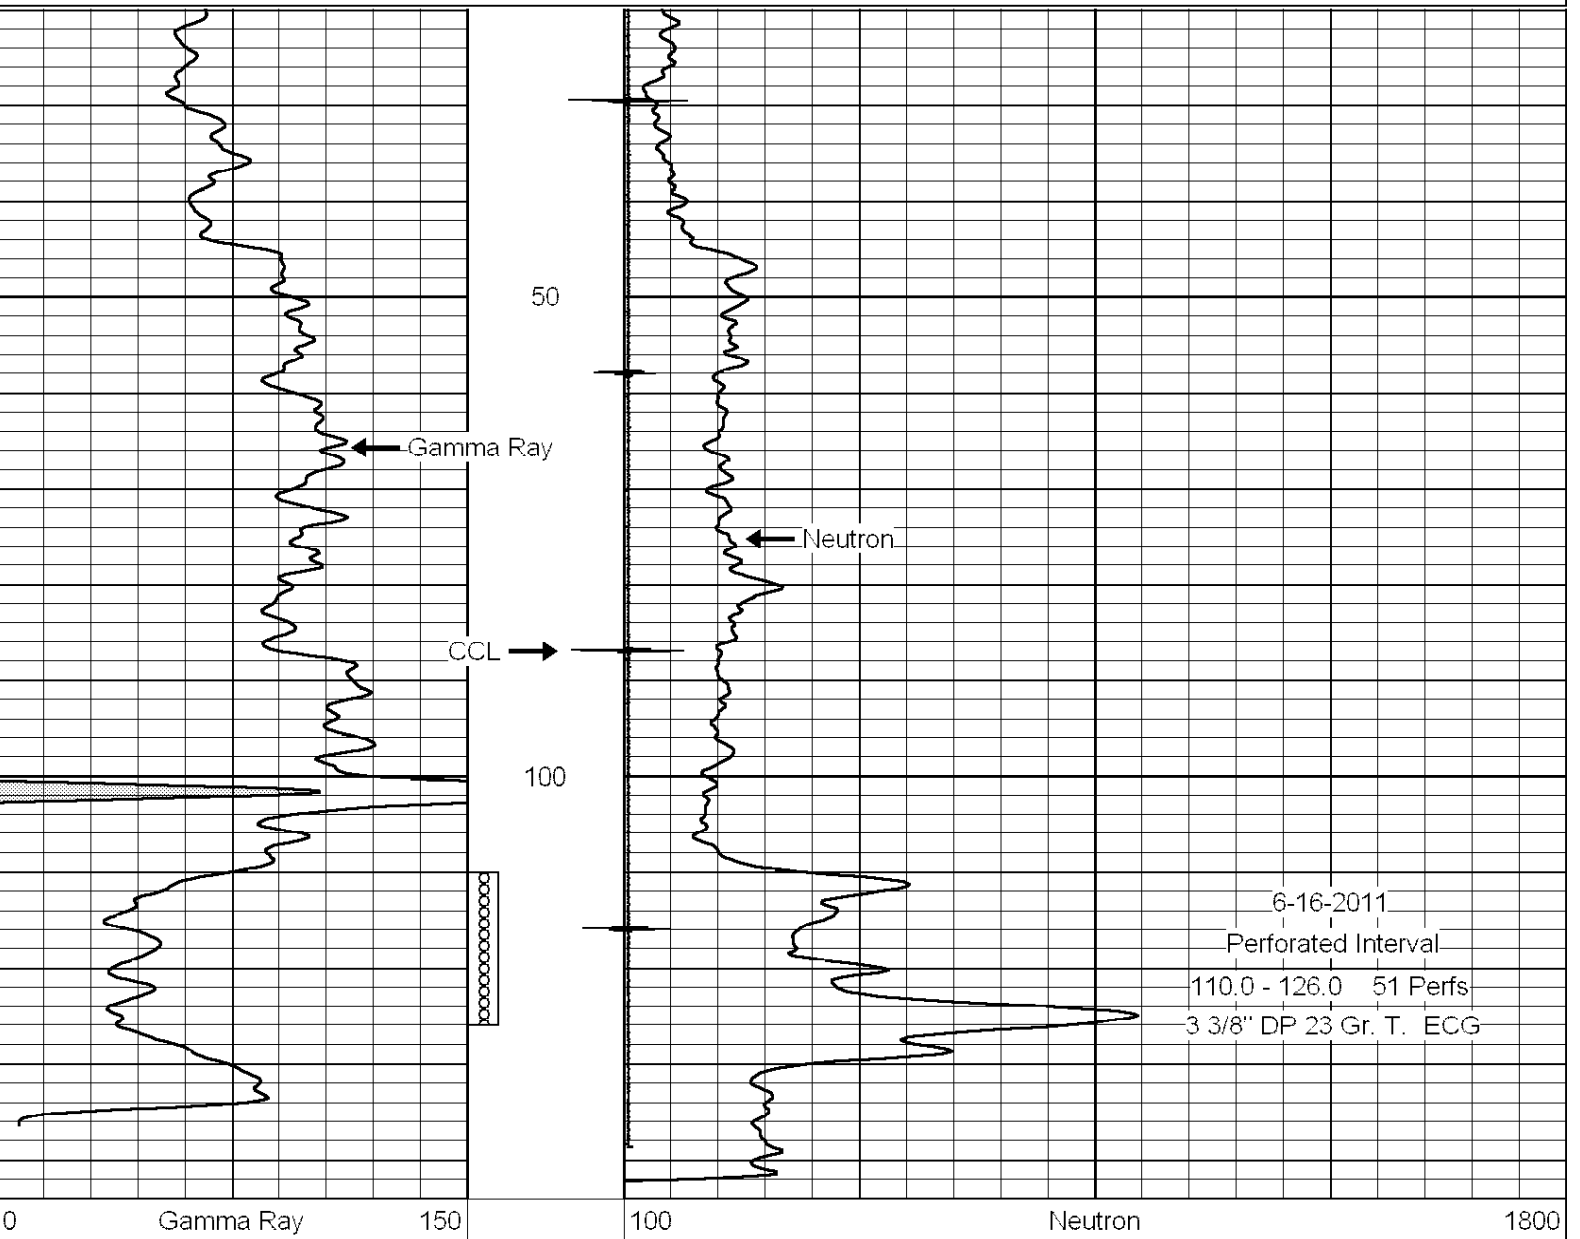 50
Gamma Ray
Neutron
CCL
100
6-16-2011
Perforated Interval
110.0 - 126.0 51 Perfs
3 3/8" DP 23 Gr. T. ECG
0 Gamma Ray 150 100 Neutron 1800